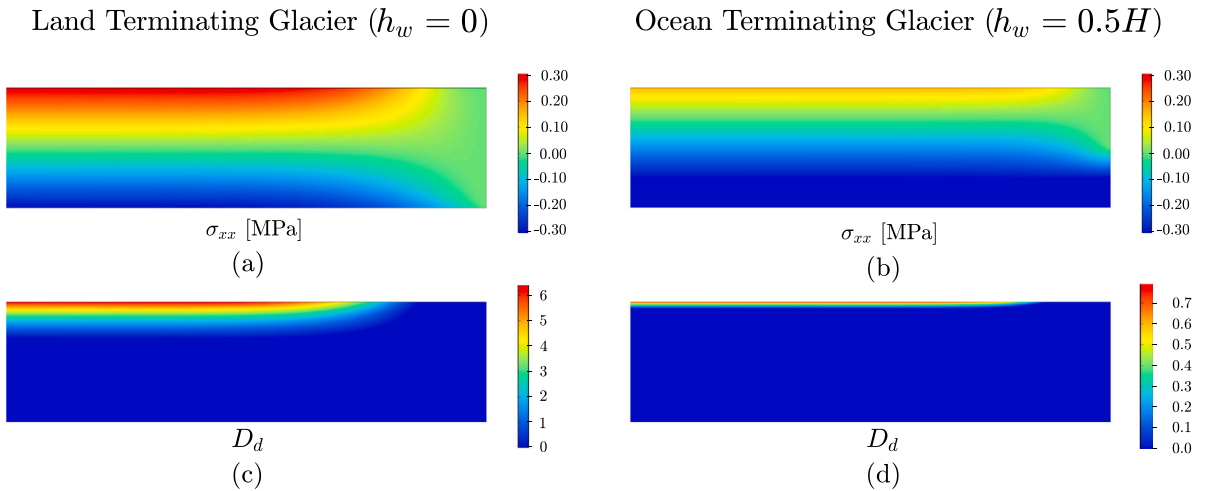 Land Terminating Glacier (h_w = 0)
Ocean Terminating Glacier (h_w = 0.5H)
0.30
0.20
0.10
0.00
–0.10
–0.20
–0.30
σ_xx [MPa]
(a)
0.30
0.20
0.10
0.00
–0.10
–0.20
–0.30
σ_xx [MPa]
(b)
6
5
4
3
2
1
0
D_d
(c)
0.7
0.6
0.5
0.4
0.3
0.2
0.1
0.0
D_d
(d)